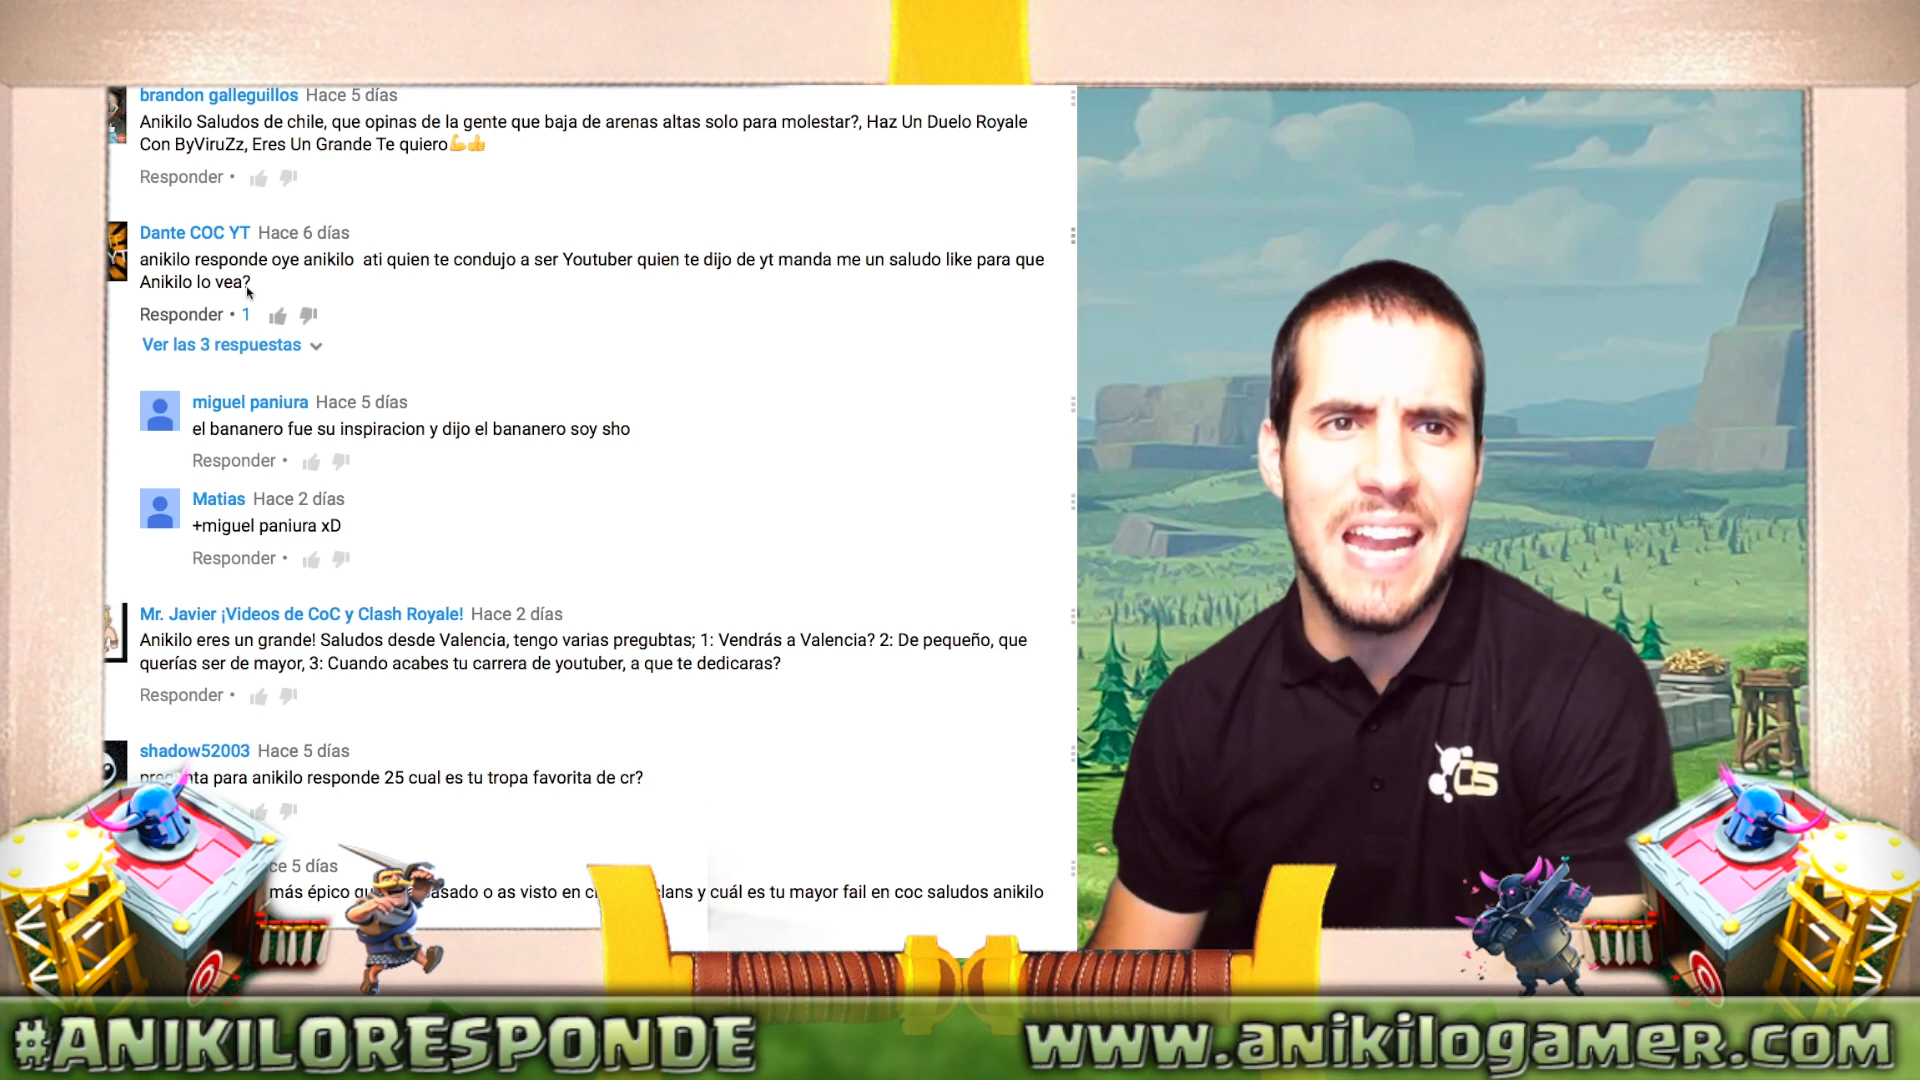 brandon galleguillos Hace 5 días
Anikilo Saludos de chile, que opinas de la gente que baja de arenas altas solo para molestar?, Haz Un Duelo Royale
Con ByViruZz, Eres Un Grande Te quiero💪👍
Responder •
Dante COC YT Hace 6 días
anikilo responde oye anikilo ati quien te condujo a ser Youtuber quien te dijo de yt manda me un saludo like para que
Anikilo lo vea?
Responder • 1
Ver las 3 respuestas
miguel paniura Hace 5 días
el bananero fue su inspiracion y dijo el bananero soy sho
Responder •
Matias Hace 2 días
+miguel paniura xD
Responder •
Mr. Javier ¡Videos de CoC y Clash Royale! Hace 2 días
Anikilo eres un grande! Saludos desde Valencia, tengo varias pregubtas; 1: Vendrás a Valencia? 2: De pequeño, que
querías ser de mayor, 3: Cuando acabes tu carrera de youtuber, a que te dedicaras?
Responder •
shadow52003 Hace 5 días
para anikilo responde 25 cual es tu tropa favorita de cr?
5 días
más épico o as visto en y cuál es tu mayor fail en coc saludos anikilo
CS
#ANIKILORESPONDE
www.anikilogamer.com